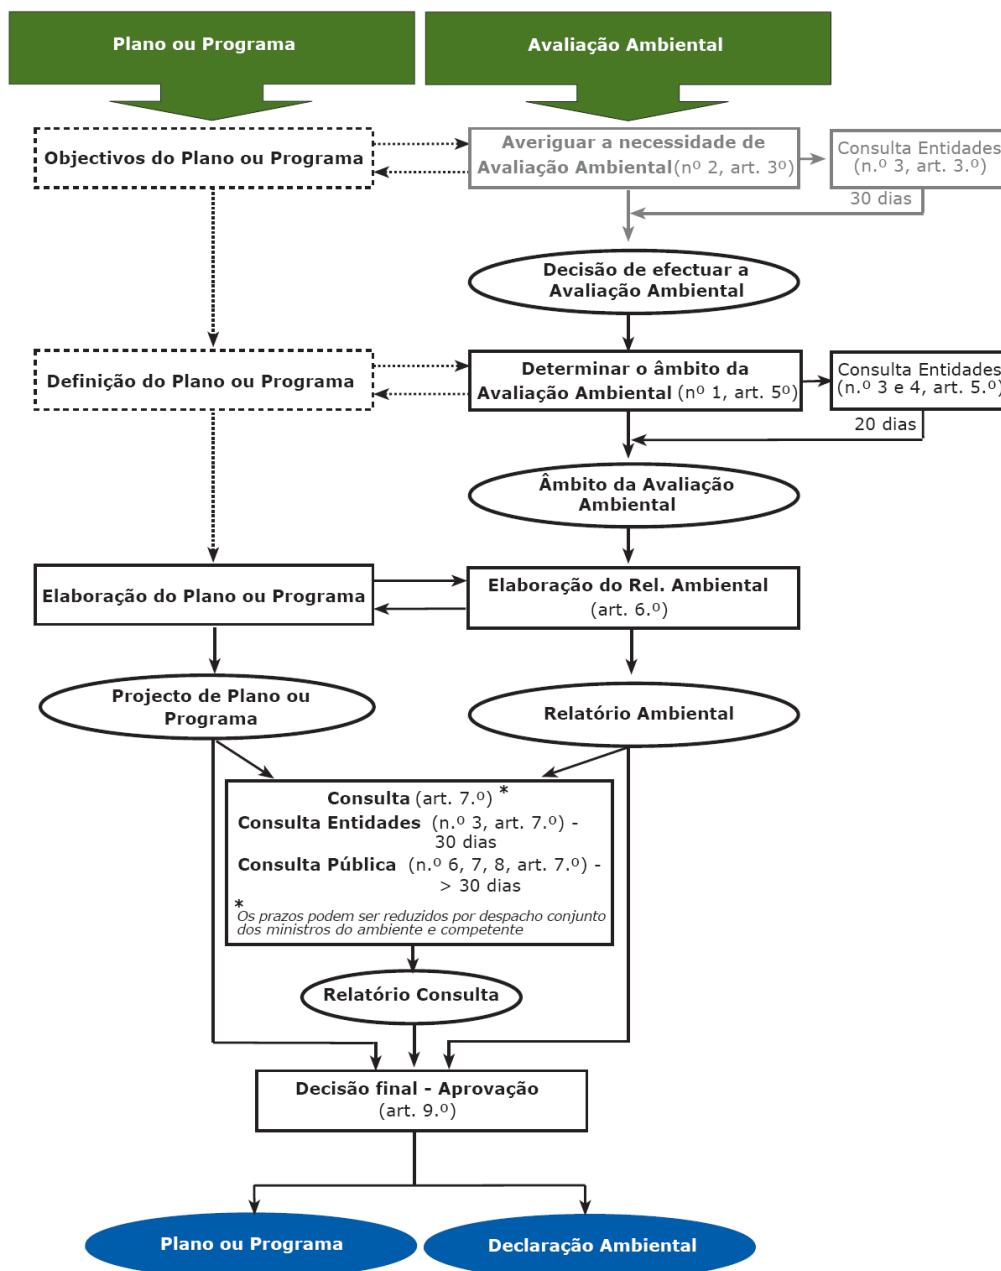 Plano ou Programa
Avaliação Ambiental
Objectivos do Plano ou Programa
Averiguar a necessidade de
Avaliação Ambiental (nº 2, art. 3º)
Consulta Entidades
(n.º 3, art. 3.º)
30 dias
Decisão de efectuar a
Avaliação Ambiental
Definição do Plano ou Programa
Determinar o âmbito da
Avaliação Ambiental (nº 1, art. 5º)
Consulta Entidades
(n.º 3 e 4, art. 5.º)
20 dias
Âmbito da Avaliação
Ambiental
Elaboração do Plano ou Programa
Elaboração do Rel. Ambiental
(art. 6.º)
Projecto de Plano ou
Programa
Relatório Ambiental
Consulta (art. 7.º) *
Consulta Entidades (n.º 3, art. 7.º) -
30 dias
Consulta Pública (n.º 6, 7, 8, art. 7.º) -
> 30 dias
*
Os prazos podem ser reduzidos por despacho conjunto
dos ministros do ambiente e competente
Relatório Consulta
Decisão final - Aprovação
(art. 9.º)
Plano ou Programa
Declaração Ambiental